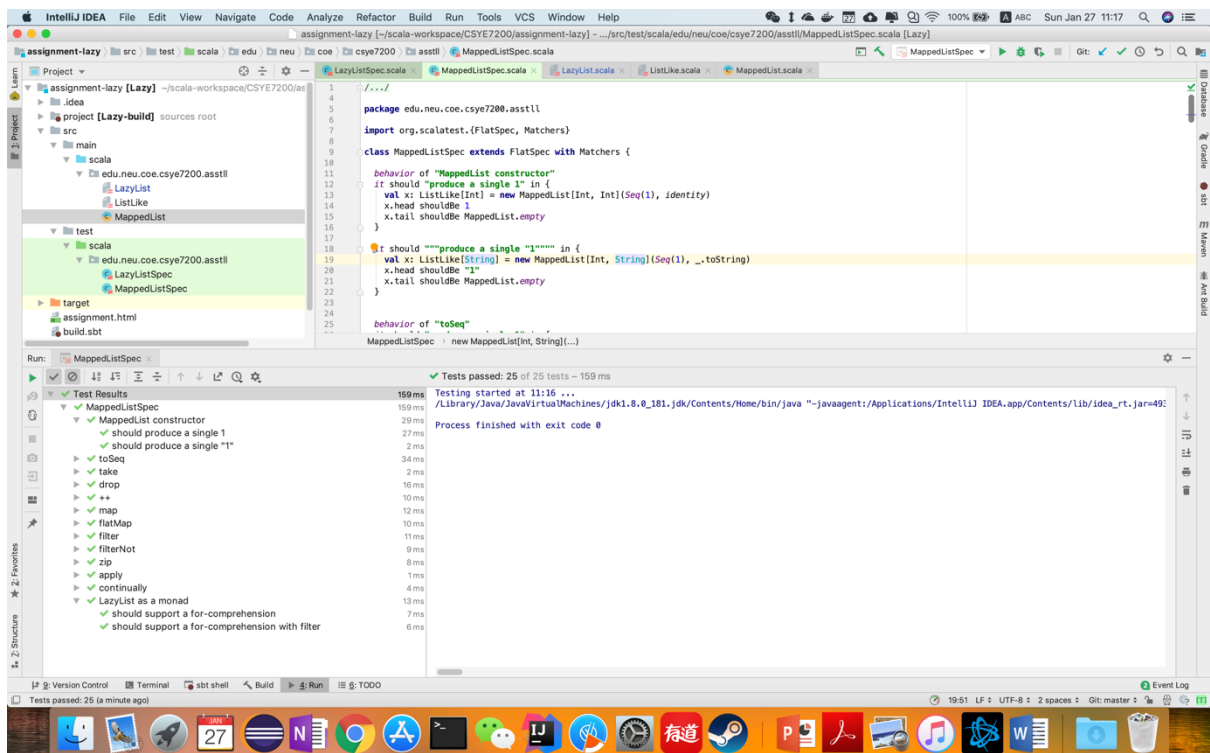 IntelliJ IDEA File Edit View Navigate Code Analyze Refactor Build Run Tools VCS Window Help 27 100% ABC Sun Jan 27 11:17
assignment-lazy [~/scala-workspace/CSYE7200/assignment-lazy] - .../src/test/scala/edu/neu/coe/csye7200/asstll/MappedListSpec.scala [Lazy]
assignment-lazy src test scala edu neu coe csye7200 asstll MappedListSpec.scala MappedListSpec Git:
Project LazyListSpec.scala MappedListSpec.scala LazyList.scala ListLike.scala MappedList.scala
Learn
1: Project
2: Favorites
7: Structure
Database
Gradle
sbt
Maven
Ant Build
assignment-lazy [Lazy] ~/scala-workspace/CSYE7200/as
.idea
project [Lazy-build] sources root
src
main
scala
edu.neu.coe.csye7200.asstll
LazyList
ListLike
MappedList
test
scala
edu.neu.coe.csye7200.asstll
LazyListSpec
MappedListSpec
target
assignment.html
build.sbt
1 /.../
4
5 package edu.neu.coe.csye7200.asstll
6
7 import org.scalatest.{FlatSpec, Matchers}
8
9 class MappedListSpec extends FlatSpec with Matchers {
10
11 behavior of "MappedList constructor"
12 it should "produce a single 1" in {
13 val x: ListLike[Int] = new MappedList[Int, Int](Seq(1), identity)
14 x.head shouldBe 1
15 x.tail shouldBe MappedList.empty
16 }
17
18 it should """produce a single "1"""" in {
19 val x: ListLike[String] = new MappedList[Int, String](Seq(1), _.toString)
20 x.head shouldBe "1"
21 x.tail shouldBe MappedList.empty
22 }
23
24
25 behavior of "toSeq"
MappedListSpec new MappedList[Int, String](...)
Run: MappedListSpec
Tests passed: 25 of 25 tests – 159 ms
Test Results 159 ms
MappedListSpec 159 ms
MappedList constructor 29 ms
should produce a single 1 27 ms
should produce a single "1" 2 ms
toSeq 34 ms
take 2 ms
drop 16 ms
++ 10 ms
map 12 ms
flatMap 10 ms
filter 11 ms
filterNot 9 ms
zip 8 ms
apply 1 ms
continually 4 ms
LazyList as a monad 13 ms
should support a for-comprehension 7 ms
should support a for-comprehension with filter 6 ms
Testing started at 11:16 ...
/Library/Java/JavaVirtualMachines/jdk1.8.0_181.jdk/Contents/Home/bin/java "-javaagent:/Applications/IntelliJ IDEA.app/Contents/lib/idea_rt.jar=493
Process finished with exit code 0
9: Version Control Terminal sbt shell Build 4: Run 6: TODO 2 Event Log
Tests passed: 25 (a minute ago) 19:51 LF UTF-8 2 spaces Git: master
JAN
27
N
IJ
有道
P
W